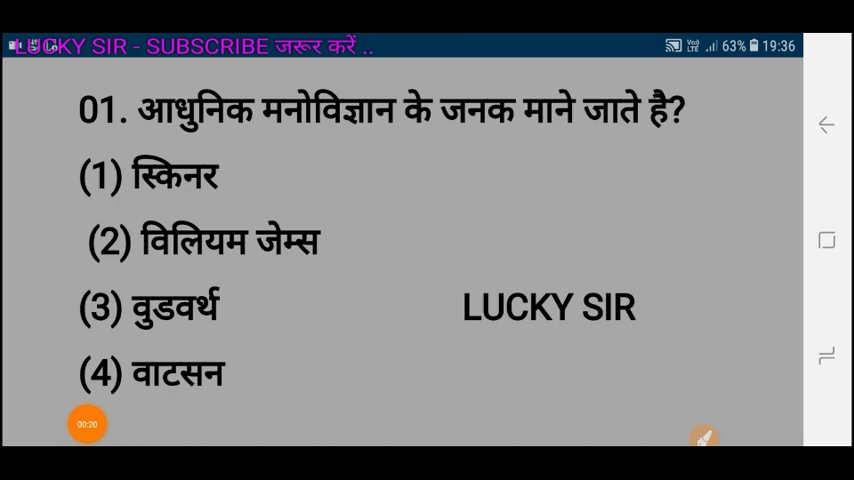 LUCKY SIR - SUBSCRIBE जरूर करें ..
63% 19:36
01. आधुनिक मनोविज्ञान के जनक माने जाते है?
(1) स्किनर
(2) विलियम जेम्स
(3) वुडवर्थ
LUCKY SIR
(4) वाटसन
00:20